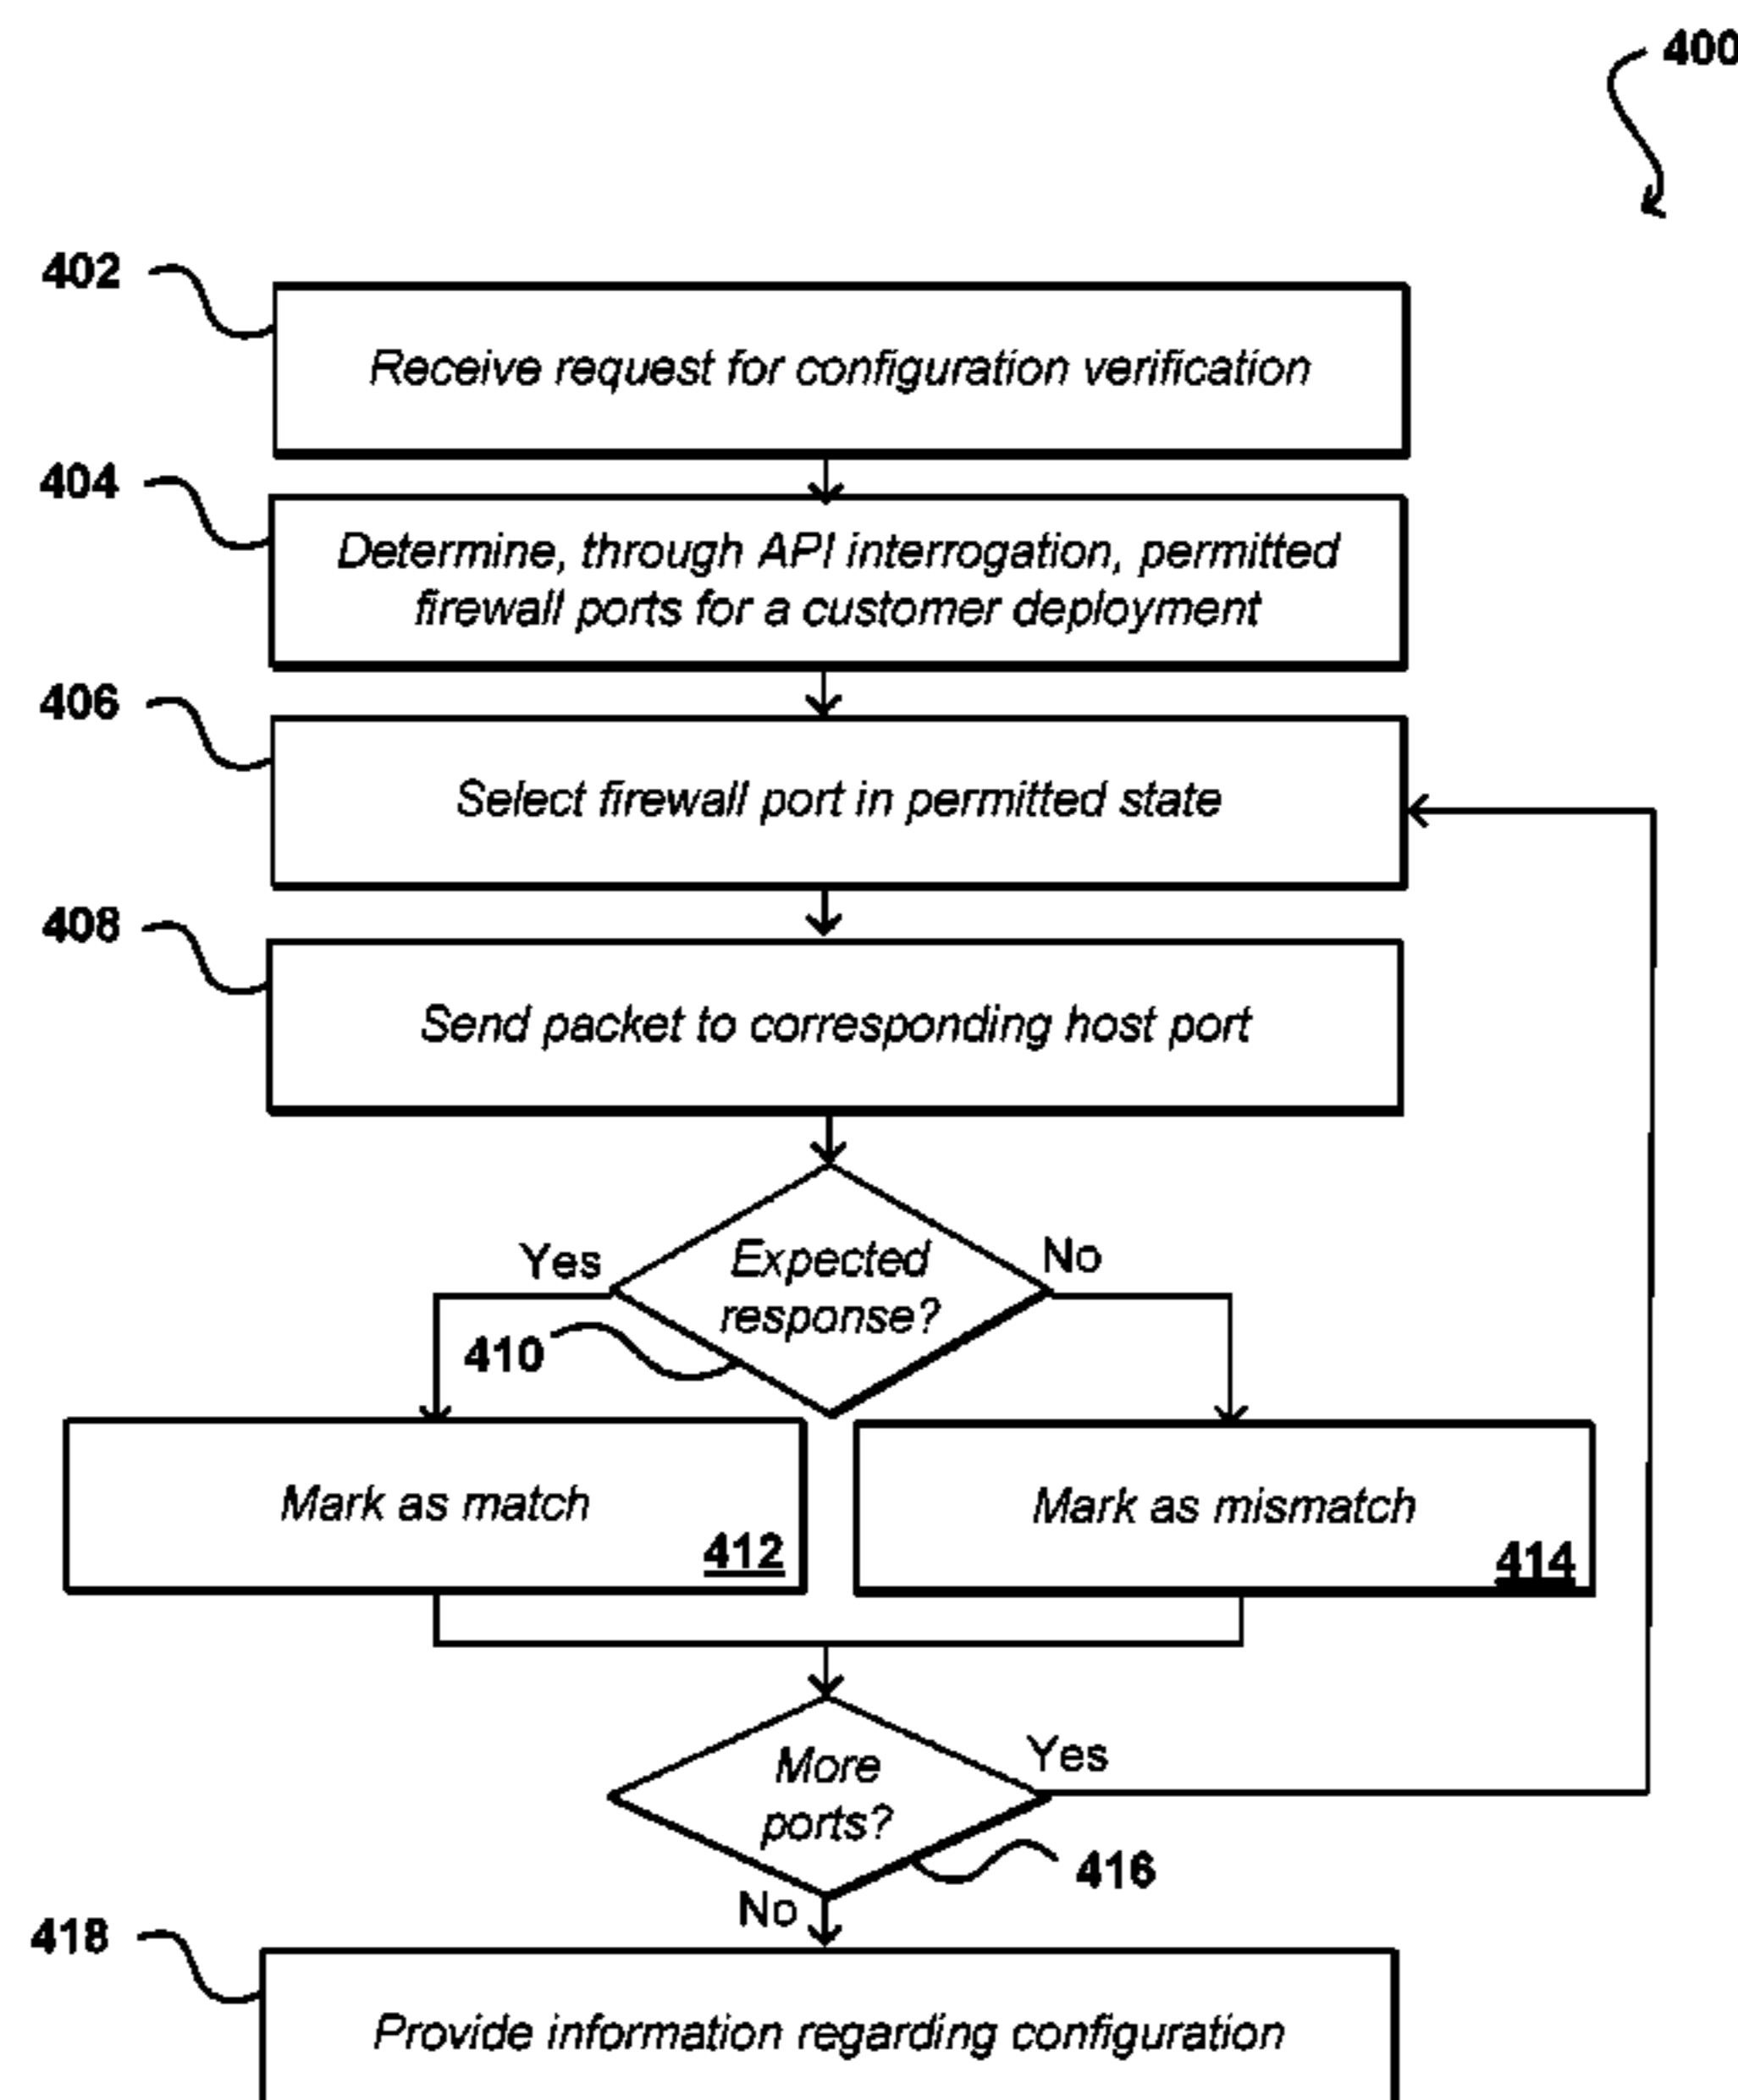 400
402
Receive request for configuration verification
404
Determine, through API interrogation, permitted
firewall ports for a customer deployment
406
Select firewall port in permitted state
408
Send packet to corresponding host port
Yes
Expected
response?
No
410
Mark as match
412
Mark as mismatch
414
More
ports?
Yes
416
No
418
Provide information regarding configuration